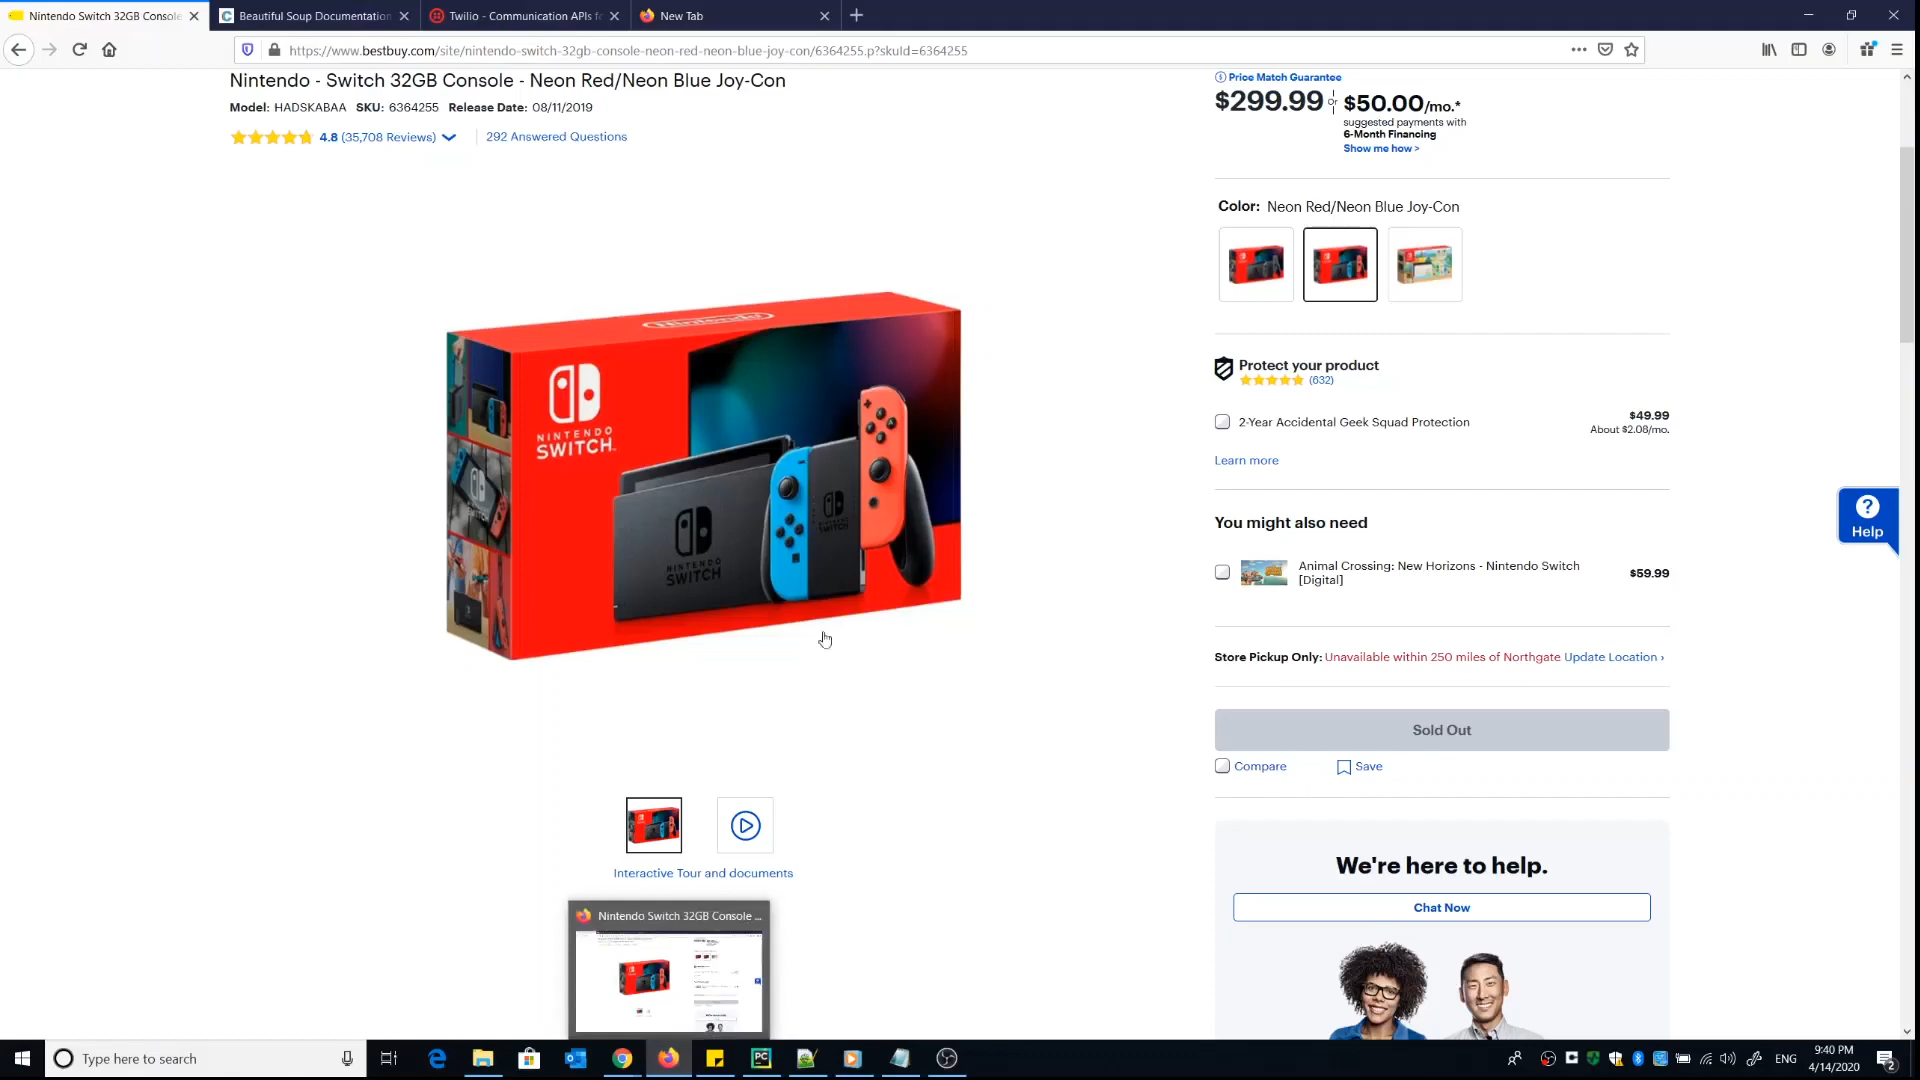 Nintendo Switch 32GB Console
Beautiful Soup Documentation
Twilio - Communication APIs f
New Tab
https://www.bestbuy.com/site/nintendo-switch-32gb-console-neon-red-neon-blue-joy-con/6364255.p?skuId=6364255
Nintendo - Switch 32GB Console - Neon Red/Neon Blue Joy-Con
Model: HADSKABAA SKU: 6364255 Release Date: 08/11/2019
4.8 (35,708 Reviews)
292 Answered Questions
Nintendo
NINTENDO
SWITCH
NINTENDO
SWITCH
Interactive Tour and documents
Nintendo Switch 32GB Console ...
Price Match Guarantee
$299.99 or $50.00/mo.*
suggested payments with
6-Month Financing
Show me how >
Color: Neon Red/Neon Blue Joy-Con
Protect your product
(632)
2-Year Accidental Geek Squad Protection
$49.99
About $2.08/mo.
Learn more
You might also need
Animal Crossing: New Horizons - Nintendo Switch
[Digital]
$59.99
Store Pickup Only: Unavailable within 250 miles of Northgate Update Location ›
Sold Out
Compare
Save
We're here to help.
Chat Now
?
Help
Type here to search
PC
ENG
9:40 PM
4/14/2020
2